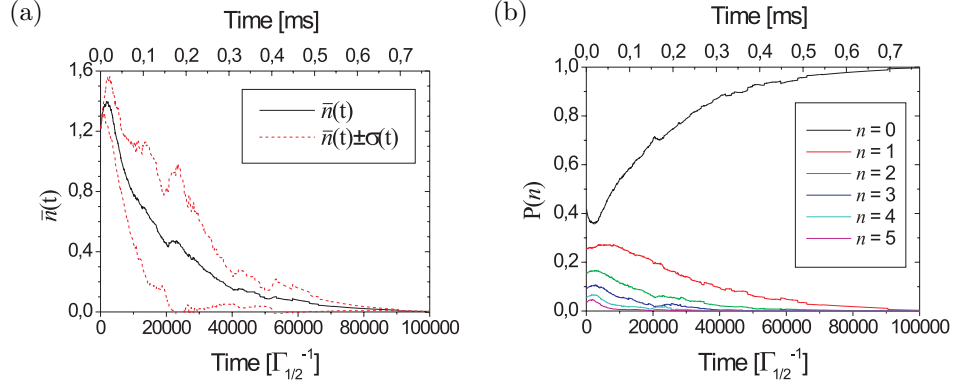 (a)
Time [ms]
0,0 0,1 0,2 0,3 0,4 0,5 0,6 0,7
1,6
1,2
0,8
0,4
0,0
n̄(t)
n̄(t)
n̄(t)±σ(t)
0 20000 40000 60000 80000 100000
Time [Γ₁/₂⁻¹]
(b)
Time [ms]
0,0 0,1 0,2 0,3 0,4 0,5 0,6 0,7
1,0
0,8
0,6
0,4
0,2
0,0
P(n)
n = 0
n = 1
n = 2
n = 3
n = 4
n = 5
0 20000 40000 60000 80000 100000
Time [Γ₁/₂⁻¹]